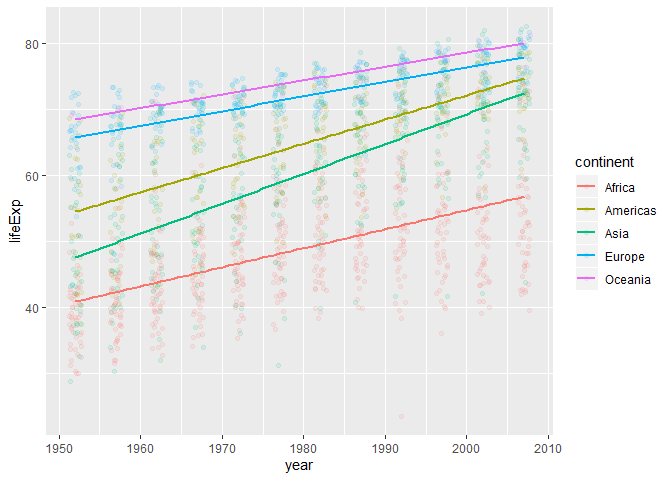 80
60
40
lifeExp
1950
1960
1970
1980
1990
2000
2010
year
continent
Africa
Americas
Asia
Europe
Oceania